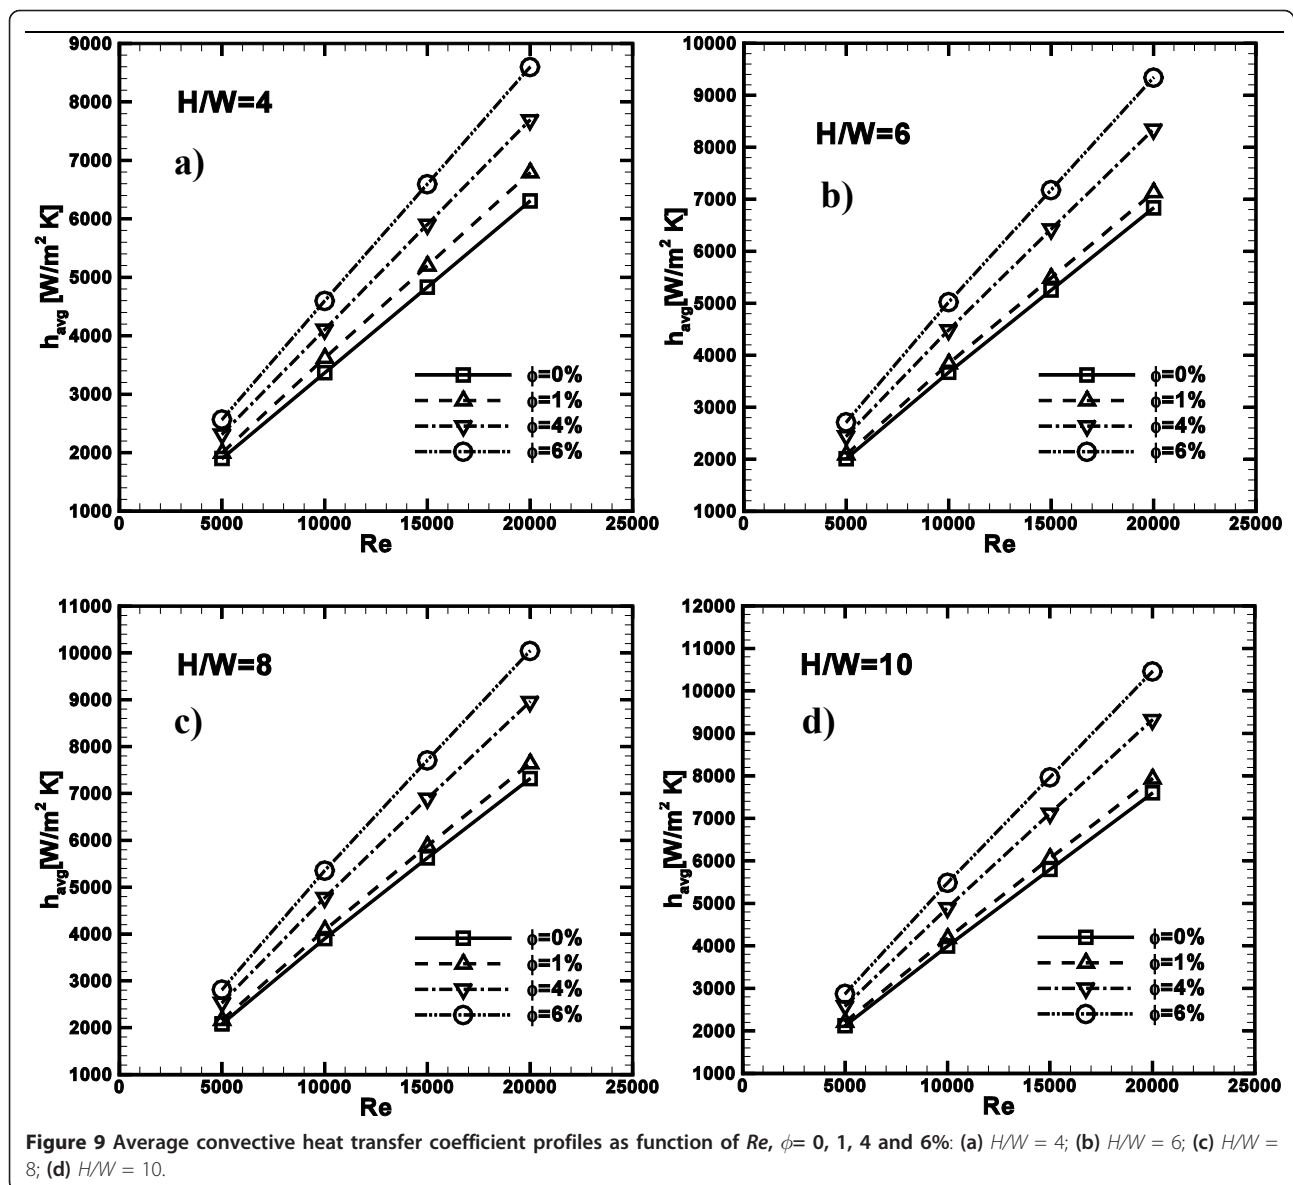 9000
8000
7000
6000
5000
4000
3000
2000
1000
h_avg [W/m² K]
H/W=4
a)
ϕ=0%
ϕ=1%
ϕ=4%
ϕ=6%
0 5000 10000 15000 20000 25000
Re
10000
9000
8000
7000
6000
5000
4000
3000
2000
1000
h_avg[W/m² K]
H/W=6
b)
ϕ=0%
ϕ=1%
ϕ=4%
ϕ=6%
0 5000 10000 15000 20000 25000
Re
11000
10000
9000
8000
7000
6000
5000
4000
3000
2000
1000
h_avg[W/m² K]
H/W=8
c)
ϕ=0%
ϕ=1%
ϕ=4%
ϕ=6%
0 5000 10000 15000 20000 25000
Re
12000
11000
10000
9000
8000
7000
6000
5000
4000
3000
2000
1000
h_avg[W/m² K]
H/W=10
d)
ϕ=0%
ϕ=1%
ϕ=4%
ϕ=6%
0 5000 10000 15000 20000 25000
Re
Figure 9 Average convective heat transfer coefficient profiles as function of Re, ϕ= 0, 1, 4 and 6%: (a) H/W = 4; (b) H/W = 6; (c) H/W =
8; (d) H/W = 10.